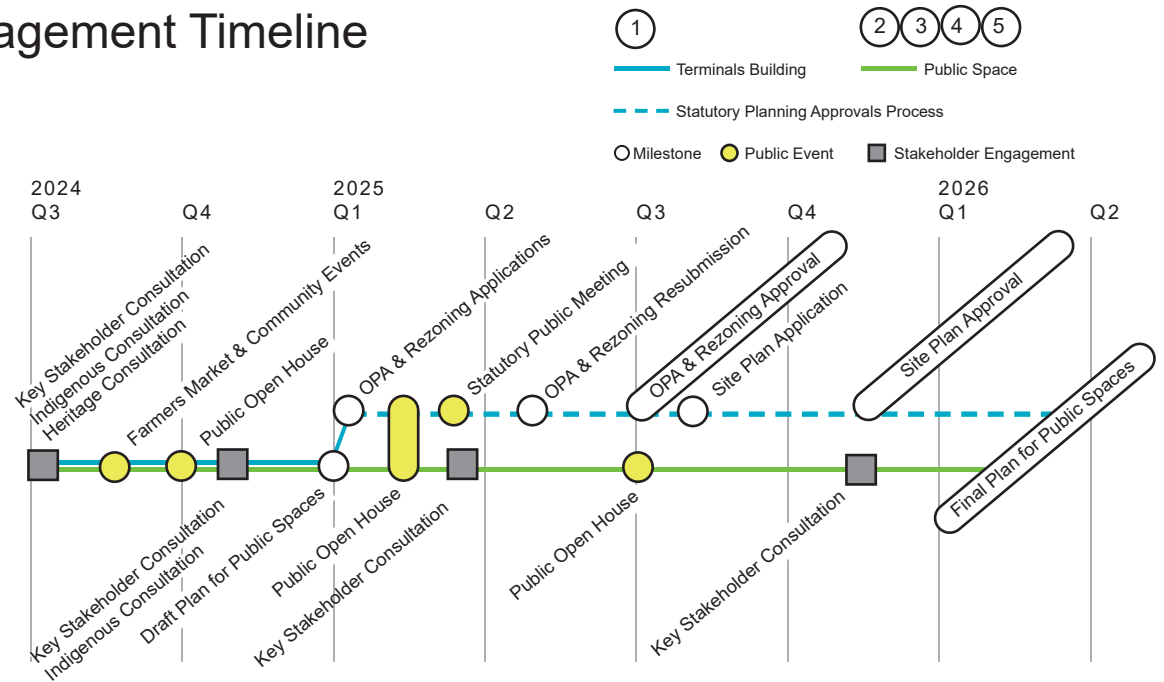 agement Timeline
1
2 3 4 5
Terminals Building
Public Space
Statutory Planning Approvals Process
Milestone
Public Event
Stakeholder Engagement
2024
Q3
Q4
2025
Q1
Q2
Q3
Q4
2026
Q1
Q2
Key Stakeholder Consultation
Indigenous Consultation
Heritage Consultation
Farmers Market & Community Events
Public Open House
OPA & Rezoning Applications
Statutory Public Meeting
OPA & Rezoning Resubmission
OPA & Rezoning Approval
Site Plan Application
Site Plan Approval
Key Stakeholder Consultation
Indigenous Consultation
Draft Plan for Public Spaces
Public Open House
Key Stakeholder Consultation
Public Open House
Key Stakeholder Consultation
Final Plan for Public Spaces